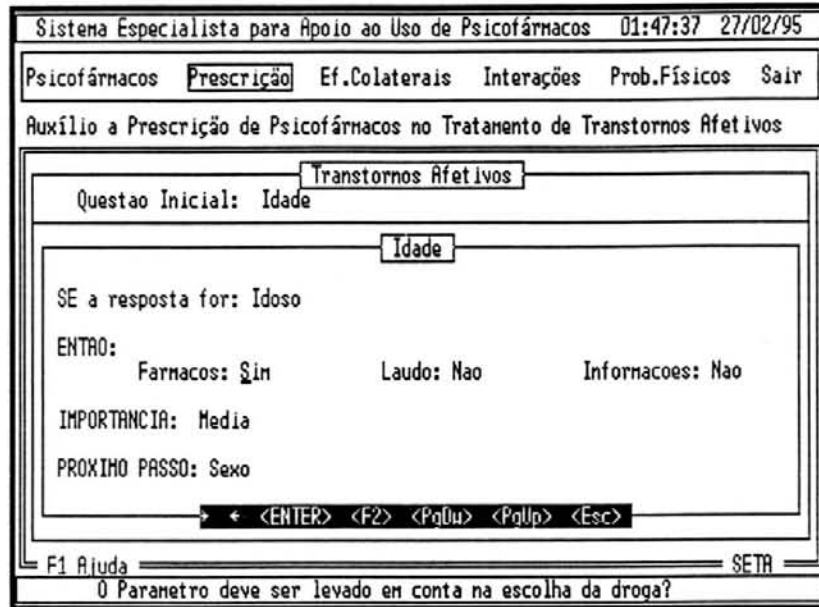 Sistema Especialista para Apoio ao Uso de Psicofármacos 01:47:37 27/02/95
Psicofármacos Prescrição Ef.Colaterais Interações Prob.Físicos Sair
Auxílio a Prescrição de Psicofármacos no Tratamento de Transtornos Afetivos
Transtornos Afetivos
Questao Inicial: Idade
Idade
SE a resposta for: Idoso
ENTAO:
Farmacos: Sim Laudo: Nao Informacoes: Nao
IMPORTANCIA: Media
PROXIMO PASSO: Sexo
→ ← <ENTER> <F2> <PgDw> <PgUp> <Esc>
F1 Ajuda SETA
O Parametro deve ser levado em conta na escolha da droga?